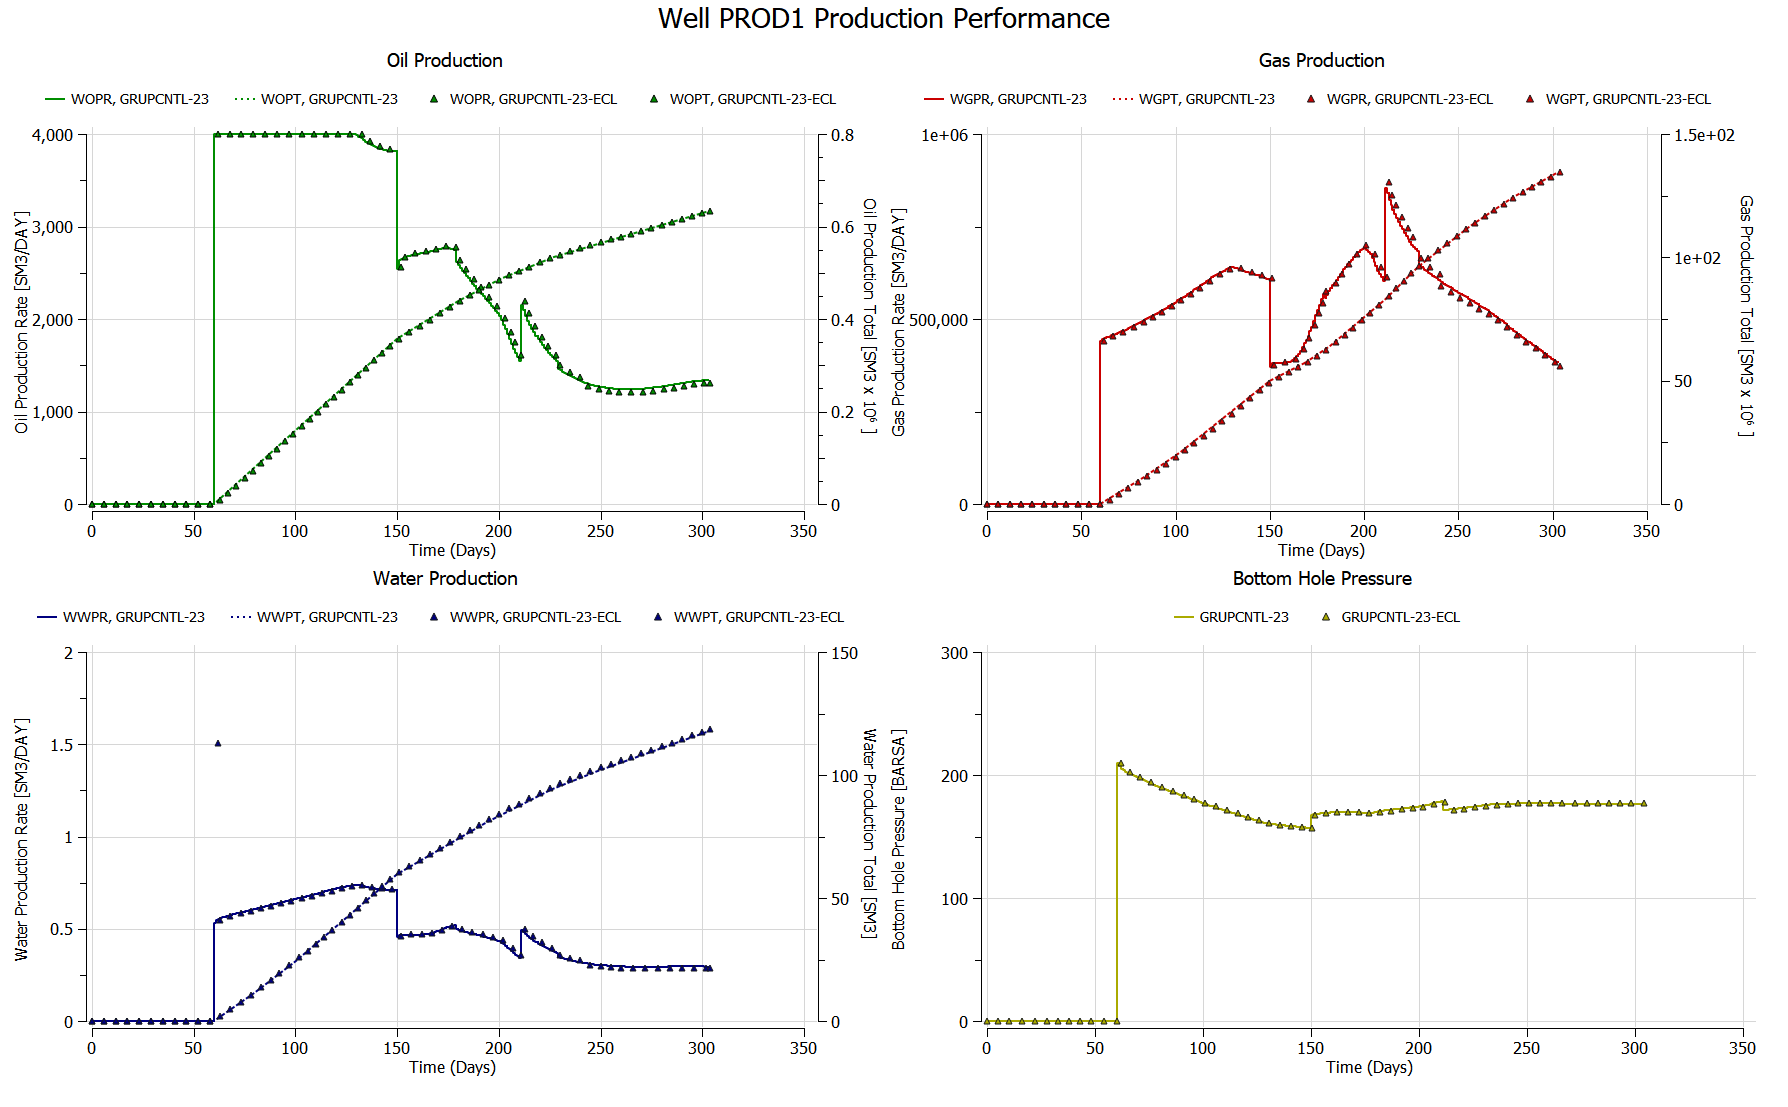 Well PROD1 Production Performance
Oil Production
WOPR, GRUPCNTL-23 WOPT, GRUPCNTL-23 WOPR, GRUPCNTL-23-ECL WOPT, GRUPCNTL-23-ECL
Oil Production Rate [SM3/DAY]
4,000
3,000
2,000
1,000
0
0.8
0.6
0.4
0.2
0
Oil Production Total [SM3 x 10⁶ ]
0 50 100 150 200 250 300 350
Time (Days)
Gas Production
WGPR, GRUPCNTL-23 WGPT, GRUPCNTL-23 WGPR, GRUPCNTL-23-ECL WGPT, GRUPCNTL-23-ECL
Gas Production Rate [SM3/DAY]
1e+06
500,000
0
1.5e+02
1e+02
50
0
Gas Production Total [SM3 x 10⁶ ]
0 50 100 150 200 250 300 350
Time (Days)
Water Production
WWPR, GRUPCNTL-23 WWPT, GRUPCNTL-23 WWPR, GRUPCNTL-23-ECL WWPT, GRUPCNTL-23-ECL
Water Production Rate [SM3/DAY]
2
1.5
1
0.5
0
150
100
50
0
Water Production Total [SM3]
0 50 100 150 200 250 300 350
Time (Days)
Bottom Hole Pressure
GRUPCNTL-23 GRUPCNTL-23-ECL
Bottom Hole Pressure [BARSA]
300
200
100
0
0 50 100 150 200 250 300 350
Time (Days)